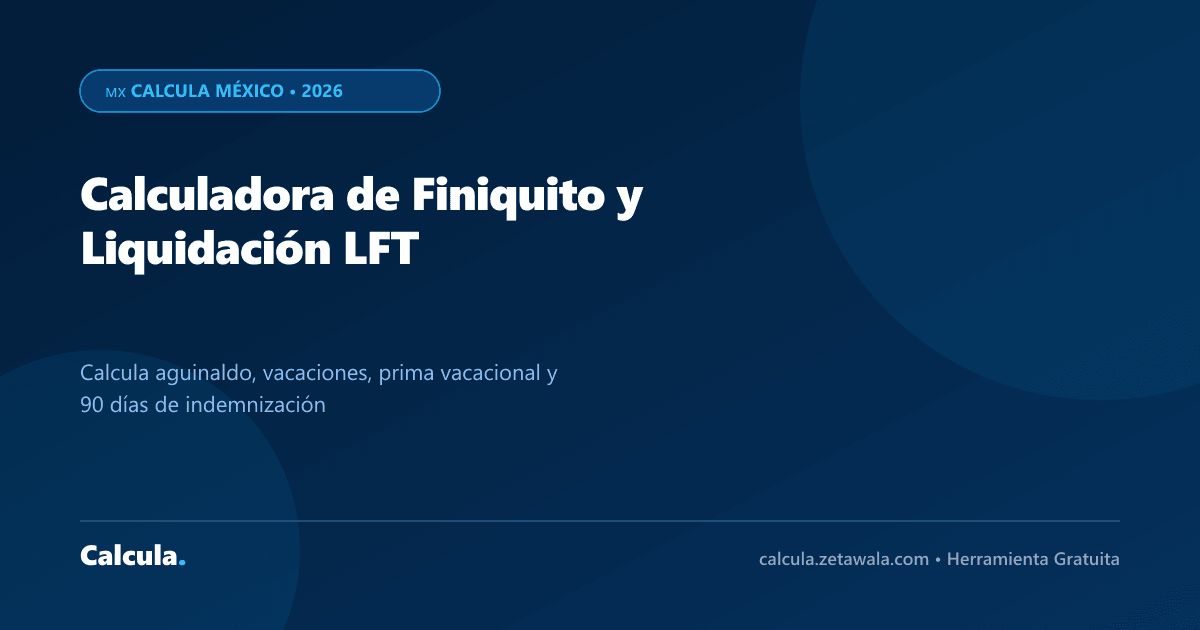 MX CALCULA MÉXICO • 2026
Calculadora de Finiquito y
Liquidación LFT
Calcula aguinaldo, vacaciones, prima vacacional y
90 días de indemnización
Calcula.
calcula.zetawala.com • Herramienta Gratuita